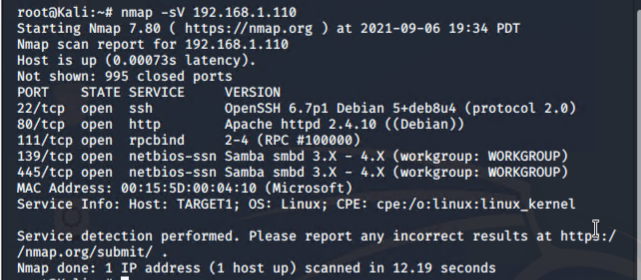 root@Kali:~# nmap -sV 192.168.1.110
Starting Nmap 7.80 ( https://nmap.org ) at 2021-09-06 19:34 PDT
Nmap scan report for 192.168.1.110
Host is up (0.00073s latency).
Not shown: 995 closed ports
PORT    STATE SERVICE     VERSION
22/tcp  open  ssh         OpenSSH 6.7p1 Debian 5+deb8u4 (protocol 2.0)
80/tcp  open  http        Apache httpd 2.4.10 ((Debian))
111/tcp open  rpcbind     2-4 (RPC #100000)
139/tcp open  netbios-ssn Samba smbd 3.X - 4.X (workgroup: WORKGROUP)
445/tcp open  netbios-ssn Samba smbd 3.X - 4.X (workgroup: WORKGROUP)
MAC Address: 00:15:5D:00:04:10 (Microsoft)
Service Info: Host: TARGET1; OS: Linux; CPE: cpe:/o:linux:linux_kernel

Service detection performed. Please report any incorrect results at https:/
/nmap.org/submit/ .
Nmap done: 1 IP address (1 host up) scanned in 12.19 seconds